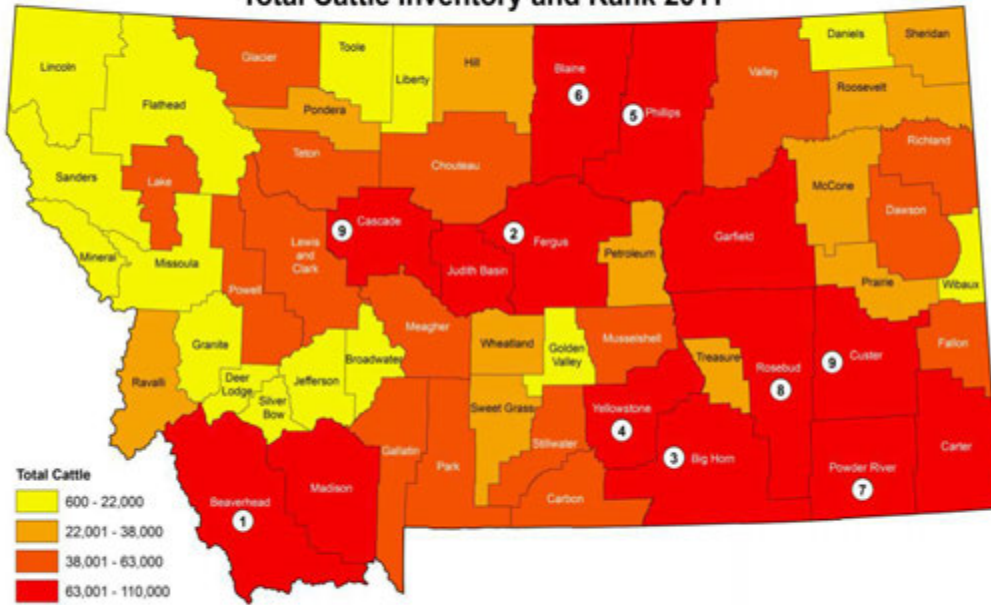 Total Cattle Inventory and Rank 2011
Lincoln
Flathead
Glacier
Toole
Liberty
Hill
Blaine
6
5
Phillips
Valley
Daniels
Sheridan
Roosevelt
Pondera
Teton
Chouteau
Richland
Sanders
Lake
McCone
Dawson
Mineral
Missoula
Lewis
and
Clark
9
Cascade
Judith Basin
2
Fergus
Petroleum
Garfield
Prairie
Wibaux
Powell
Granite
Meagher
Wheatland
Golden
Valley
Musselshell
Treasure
Rosebud
8
9
Custer
Fallon
Ravalli
Deer
Lodge
Silver
Bow
Jefferson
Broadwater
Sweet Grass
Yellowstone
4
3
Big Horn
Powder River
7
Carter
Gallatin
Park
Stillwater
Carbon
Beaverhead
1
Madison
Total Cattle
600 - 22,000
22,001 - 38,000
38,001 - 63,000
63,001 - 110,000